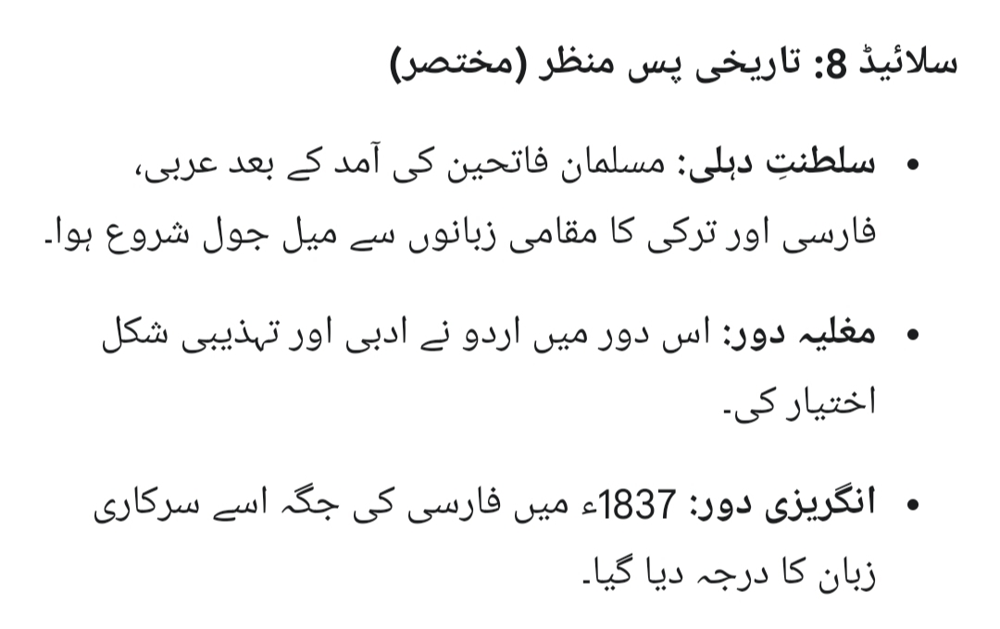 سلائیڈ 8: تاریخی پس منظر (مختصر)
• سلطنتِ دہلی: مسلمان فاتحین کی آمد کے بعد عربی،
فارسی اور ترکی کا مقامی زبانوں سے میل جول شروع ہوا۔
• مغلیہ دور: اس دور میں اردو نے ادبی اور تہذیبی شکل
اختیار کی۔
• انگریزی دور: 1837ء میں فارسی کی جگہ اسے سرکاری
زبان کا درجہ دیا گیا۔